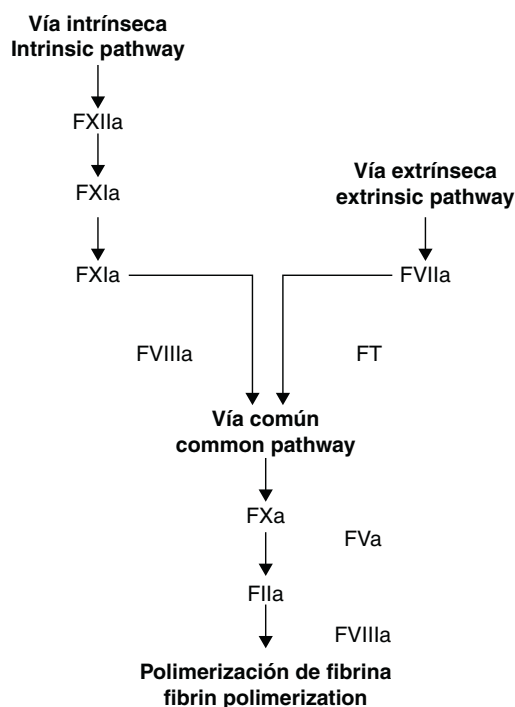 Vía intrínseca
Intrinsic pathway
FXIIa
FXIa
Vía extrínseca
extrinsic pathway
FXIa
FVIIa
FVIIIa
FT
Vía común
common pathway
FXa
FVa
FIIa
FVIIIa
Polimerización de fibrina
fibrin polimerization